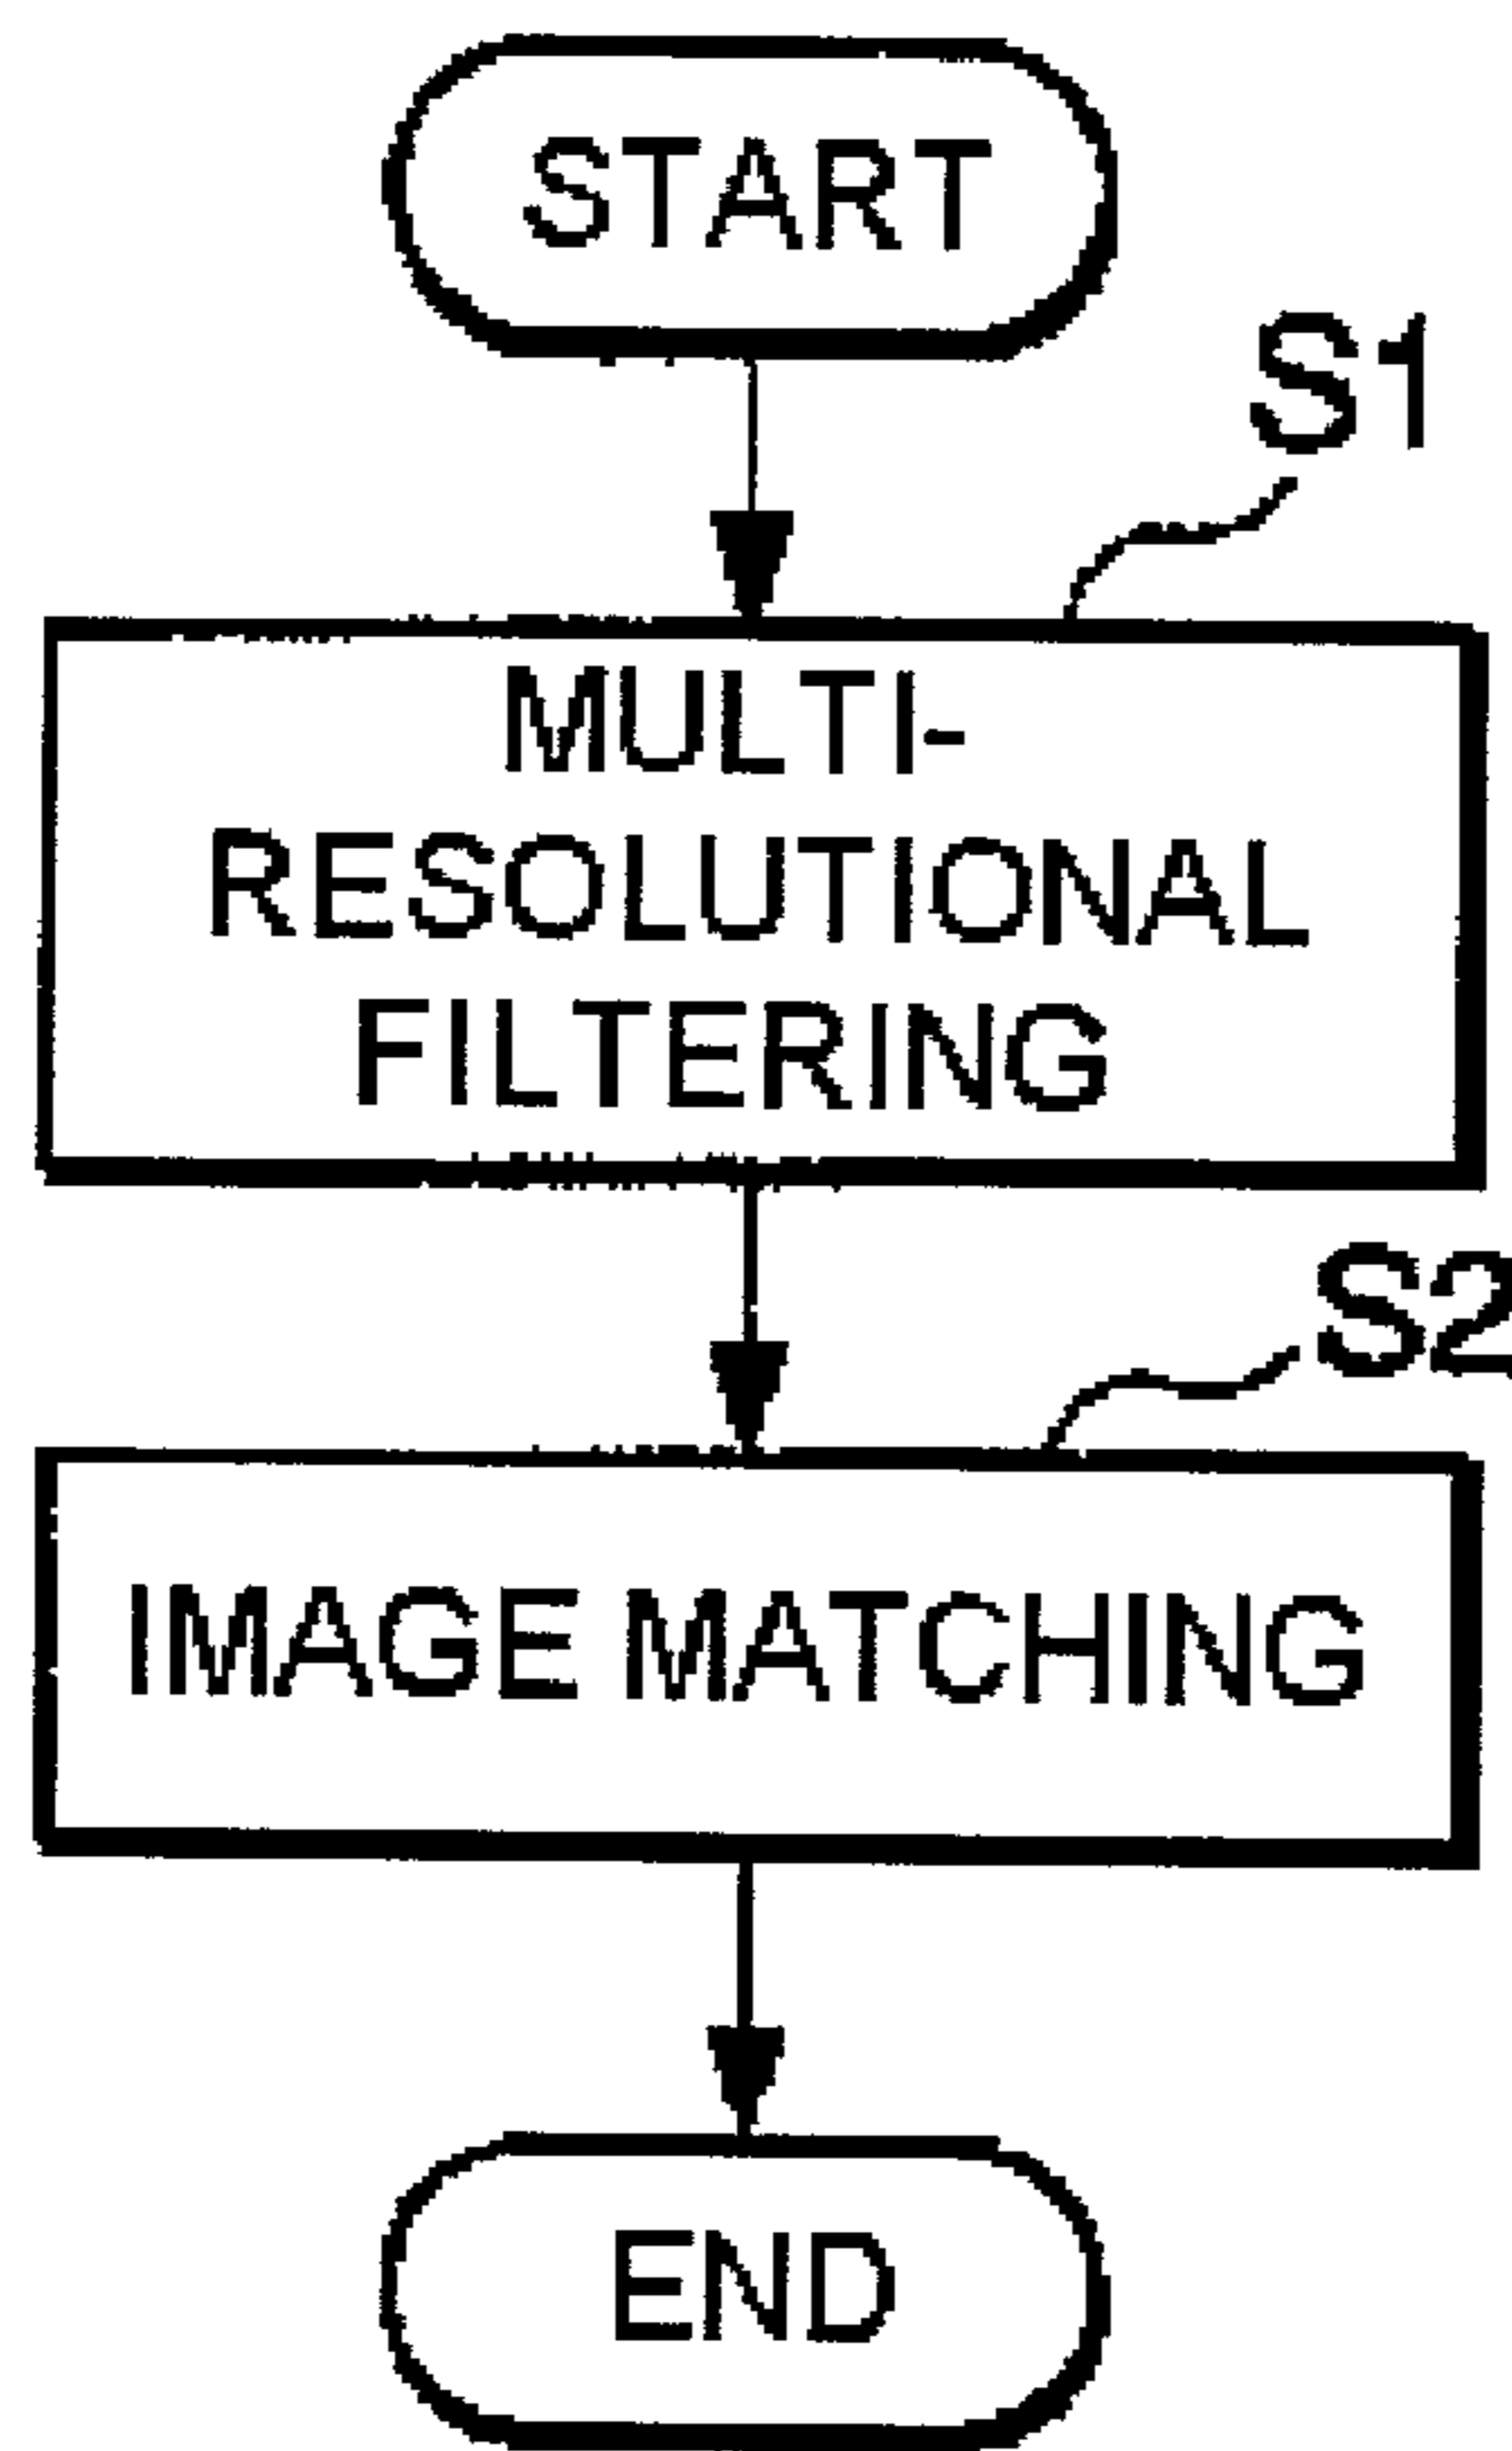 START
S1
MULTI-
RESOLUTIONAL
FILTERING
S2
IMAGE MATCHING
END